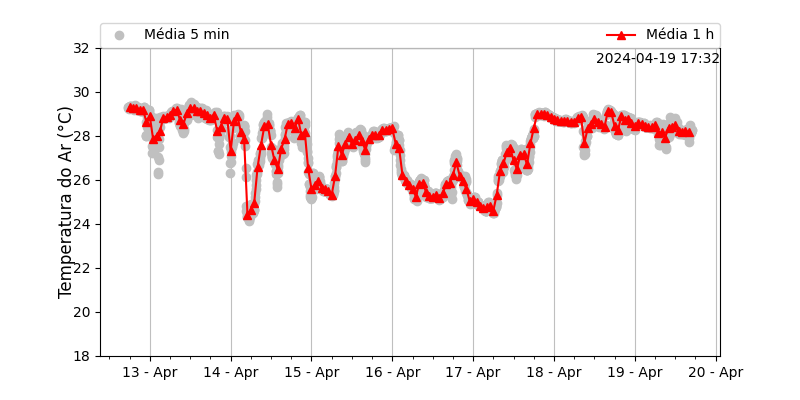 Média 5 min
Média 1 h
2024-04-19 17:32
Temperatura do Ar (°C)
32
30
28
26
24
22
20
18
13 - Apr
14 - Apr
15 - Apr
16 - Apr
17 - Apr
18 - Apr
19 - Apr
20 - Apr